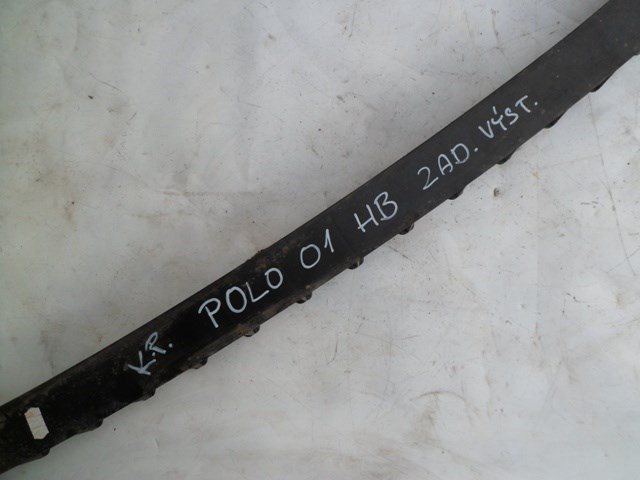 K.P. POLO 01 HB ZAD. VÝST.